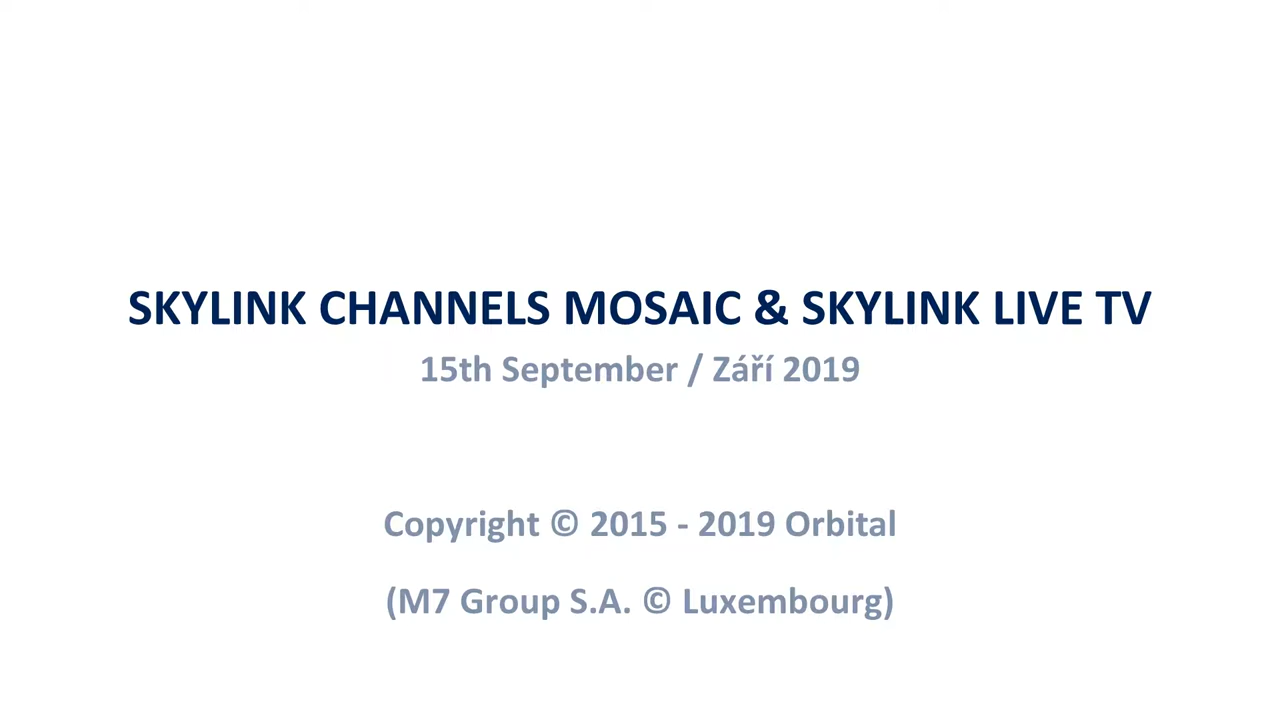 SKYLINK CHANNELS MOSAIC & SKYLINK LIVE TV
15th September / Září 2019
Copyright © 2015 - 2019 Orbital
(M7 Group S.A. © Luxembourg)